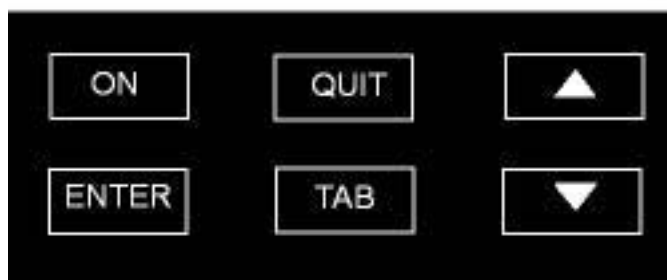 ON QUIT ▲
ENTER TAB ▼